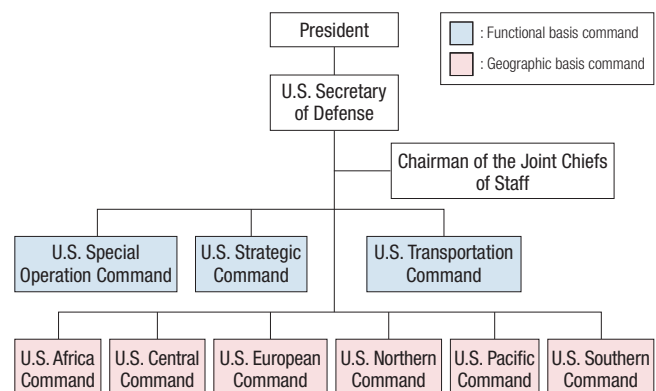 President
: Functional basis command
: Geographic basis command
U.S. Secretary
of Defense
Chairman of the Joint Chiefs
of Staff
U.S. Special
Operation Command
U.S. Strategic
Command
U.S. Transportation
Command
U.S. Africa
Command
U.S. Central
Command
U.S. European
Command
U.S. Northern
Command
U.S. Pacific
Command
U.S. Southern
Command